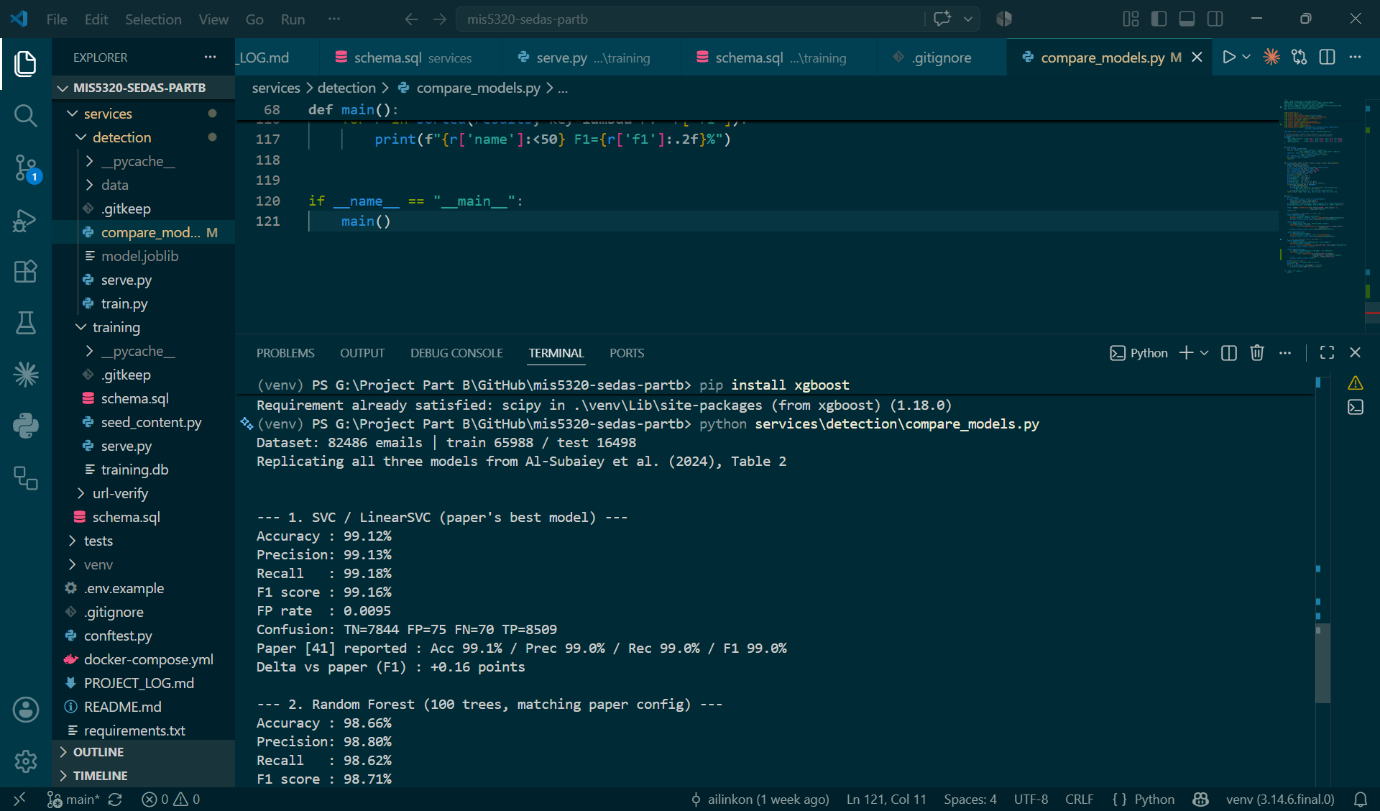 File Edit Selection View Go Run ··· mis5320-sedas-partb
EXPLORER ···
_LOG.md schema.sql services serve.py ...\training schema.sql ...\training .gitignore compare_models.py M
MIS5320-SEDAS-PARTB
services
detection
__pycache__
data
.gitkeep
compare_mod... M
model.joblib
serve.py
train.py
training
__pycache__
.gitkeep
schema.sql
seed_content.py
serve.py
training.db
url-verify
schema.sql
tests
venv
.env.example
.gitignore
conftest.py
docker-compose.yml
PROJECT_LOG.md
README.md
requirements.txt
OUTLINE
TIMELINE
1
services > detection > compare_models.py > ...
68 def main():
117 print(f"{r['name']:<50} F1={r['f1']:.2f}%")
118
119
120 if __name__ == "__main__":
121 main()
PROBLEMS OUTPUT DEBUG CONSOLE TERMINAL PORTS Python
(venv) PS G:\Project Part B\GitHub\mis5320-sedas-partb> pip install xgboost
Requirement already satisfied: scipy in .\venv\Lib\site-packages (from xgboost) (1.18.0)
(venv) PS G:\Project Part B\GitHub\mis5320-sedas-partb> python services\detection\compare_models.py
Dataset: 82486 emails | train 65988 / test 16498
Replicating all three models from Al-Subaiey et al. (2024), Table 2
--- 1. SVC / LinearSVC (paper's best model) ---
Accuracy : 99.12%
Precision: 99.13%
Recall : 99.18%
F1 score : 99.16%
FP rate : 0.0095
Confusion: TN=7844 FP=75 FN=70 TP=8509
Paper [41] reported : Acc 99.1% / Prec 99.0% / Rec 99.0% / F1 99.0%
Delta vs paper (F1) : +0.16 points
--- 2. Random Forest (100 trees, matching paper config) ---
Accuracy : 98.66%
Precision: 98.80%
Recall : 98.62%
F1 score : 98.71%
main* 0 0 ailinkon (1 week ago) Ln 121, Col 11 Spaces: 4 UTF-8 CRLF { } Python venv (3.14.6.final.0)